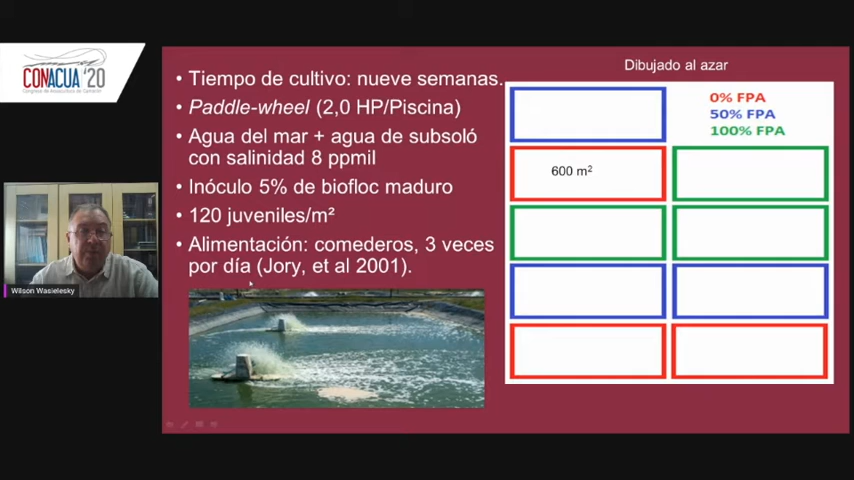 CONACUA '20
Congreso de Acuacultura de Camarón
Wilson Wasielesky
• Tiempo de cultivo: nueve semanas.
• Paddle-wheel (2,0 HP/Piscina)
• Agua del mar + agua de subsoló
con salinidad 8 ppmil
• Inóculo 5% de biofloc maduro
• 120 juveniles/m²
• Alimentación: comederos, 3 veces
por día (Jory, et al 2001).
Dibujado al azar
0% FPA
50% FPA
100% FPA
600 m²